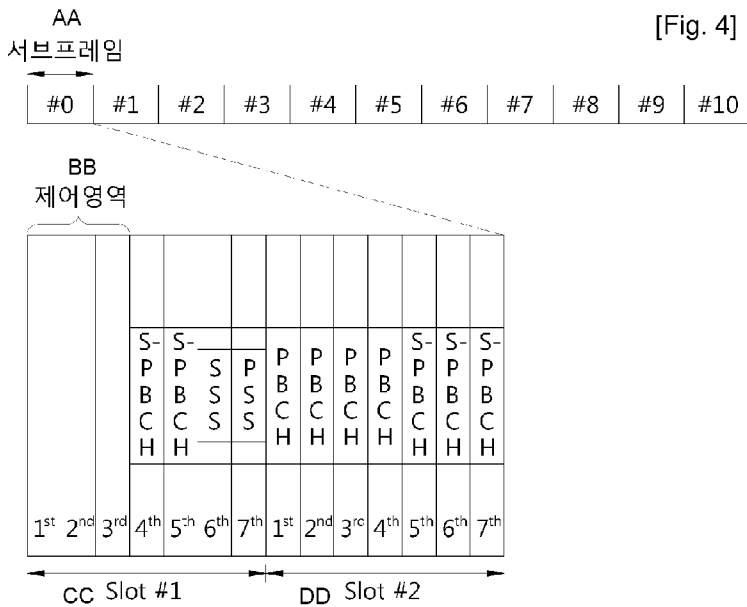 [Fig. 4]
AA
서브프레임
#0 #1 #2 #3 #4 #5 #6 #7 #8 #9 #10
BB
제어영역
S-PBCH S-PBCH SSS PSS PBCH PBCH PBCH PBCH S-PBCH S-PBCH S-PBCH
1st 2nd 3rd 4th 5th 6th 7th 1st 2nd 3rd 4th 5th 6th 7th
CC Slot #1 DD Slot #2